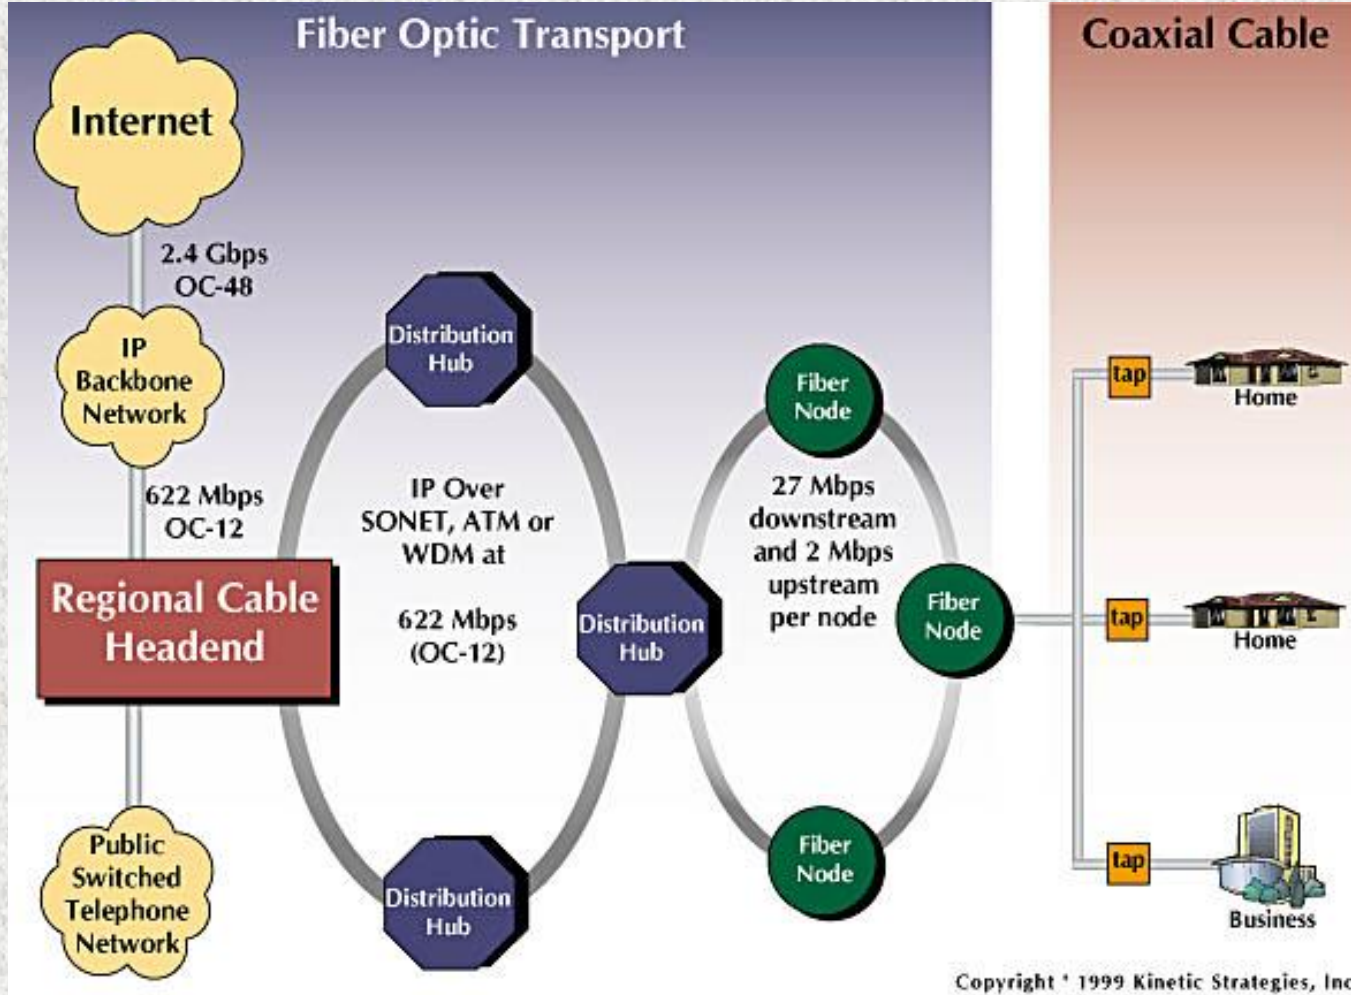 Fiber Optic Transport
Coaxial Cable
Internet
2.4 Gbps
OC-48
IP
Backbone
Network
622 Mbps
OC-12
Regional Cable
Headend
Public
Switched
Telephone
Network
Distribution
Hub
IP Over
SONET, ATM or
WDM at
622 Mbps
(OC-12)
Distribution
Hub
Distribution
Hub
Fiber
Node
27 Mbps
downstream
and 2 Mbps
upstream
per node
Fiber
Node
Fiber
Node
tap
Home
tap
Home
tap
Business
Copyright * 1999 Kinetic Strategies, Inc